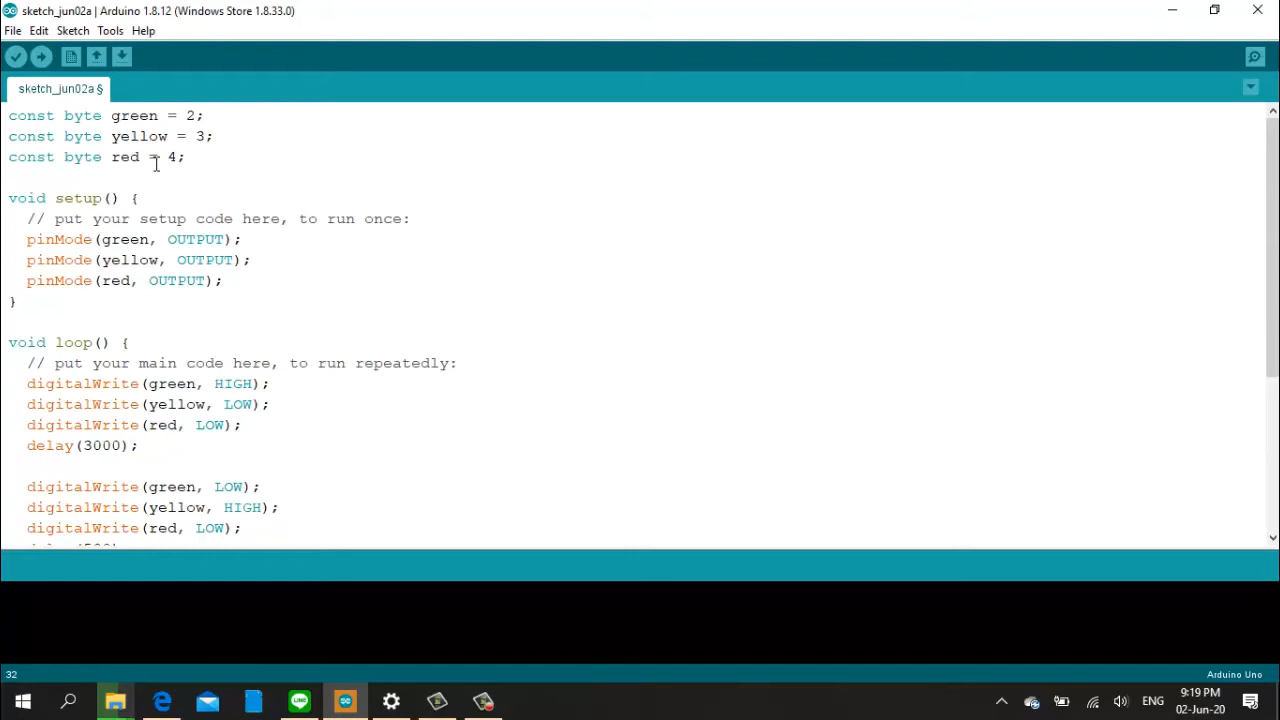 sketch_jun02a | Arduino 1.8.12 (Windows Store 1.8.33.0)
File Edit Sketch Tools Help
sketch_jun02a §
const byte green = 2;
const byte yellow = 3;
const byte red = 4;
void setup() {
// put your setup code here, to run once:
pinMode(green, OUTPUT);
pinMode(yellow, OUTPUT);
pinMode(red, OUTPUT);
}
void loop() {
// put your main code here, to run repeatedly:
digitalWrite(green, HIGH);
digitalWrite(yellow, LOW);
digitalWrite(red, LOW);
delay(3000);
digitalWrite(green, LOW);
digitalWrite(yellow, HIGH);
digitalWrite(red, LOW);
32
Arduino Uno
LINE
ENG
9:19 PM
02-Jun-20